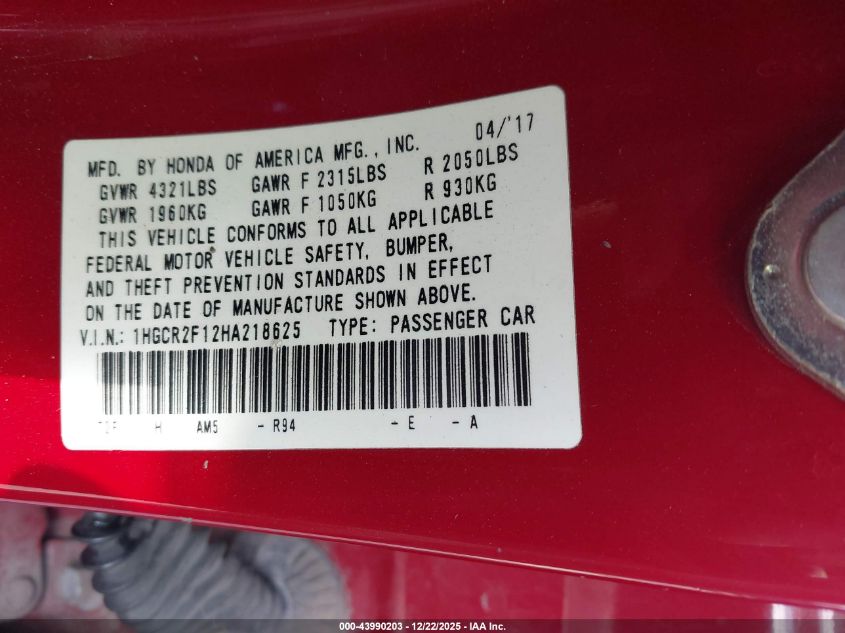 04/'17
MFD. BY HONDA OF AMERICA MFG., INC.
GVWR 4321LBS GAWR F 2315LBS R 2050LBS
GVWR 1960KG GAWR F 1050KG R 930KG
THIS VEHICLE CONFORMS TO ALL APPLICABLE
FEDERAL MOTOR VEHICLE SAFETY, BUMPER,
AND THEFT PREVENTION STANDARDS IN EFFECT
ON THE DATE OF MANUFACTURE SHOWN ABOVE.
V.I.N.: 1HGCR2F12HA218625 TYPE: PASSENGER CAR
H AM5 - R94 - E - A
000-43990203 - 12/22/2025 - IAA Inc.